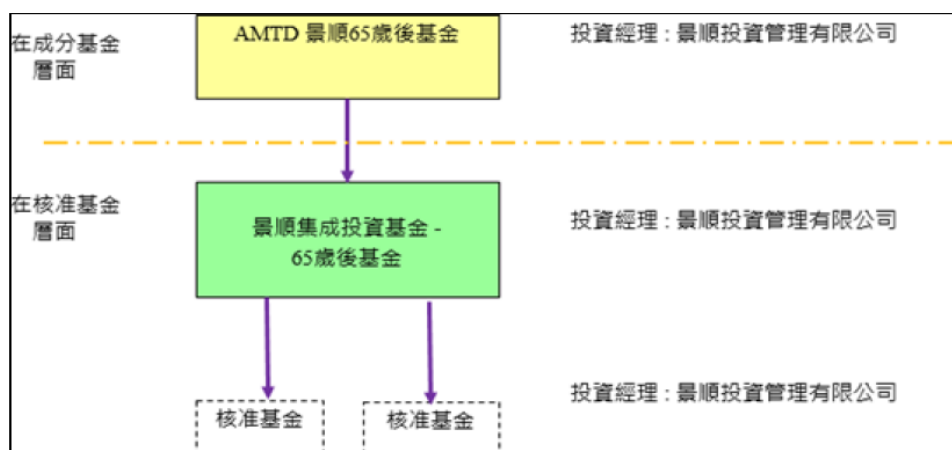 在成分基金
層面
AMTD 景順65歲後基金
投資經理 : 景順投資管理有限公司
在核准基金
層面
景順集成投資基金 -
65歲後基金
投資經理 : 景順投資管理有限公司
投資經理 : 景順投資管理有限公司
核准基金
核准基金